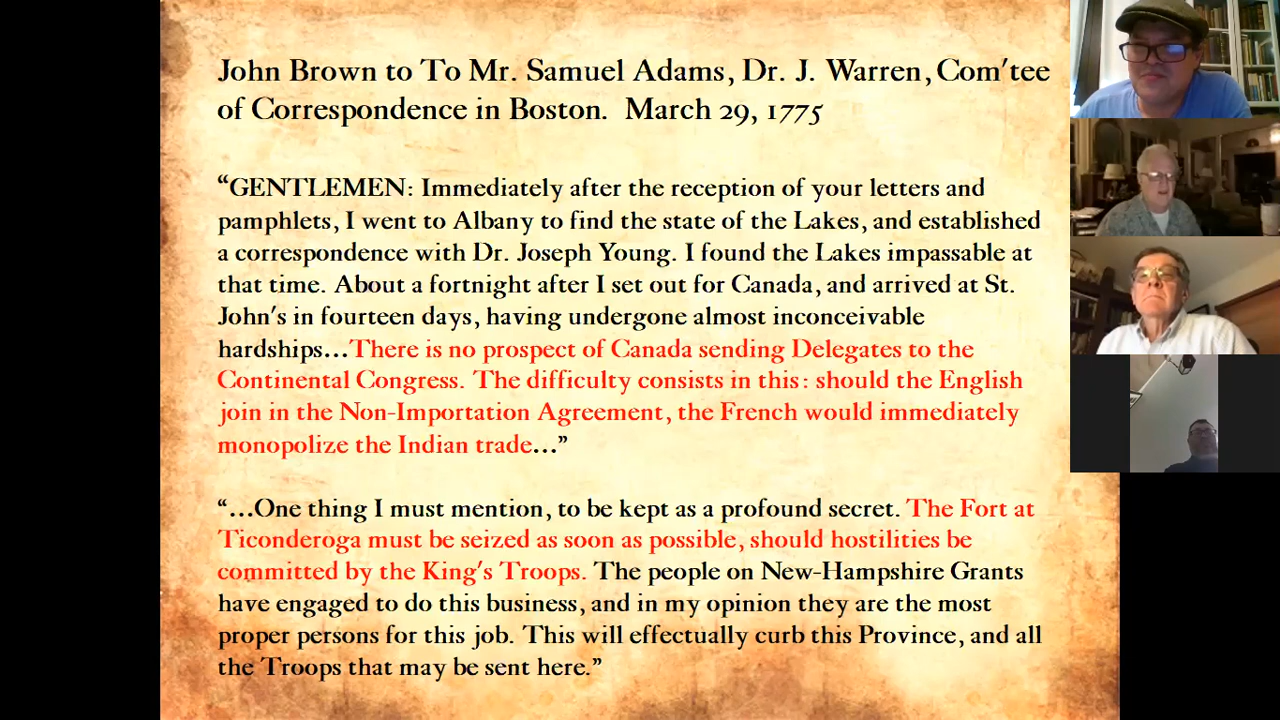 John Brown to To Mr. Samuel Adams, Dr. J. Warren, Com'tee
of Correspondence in Boston. March 29, 1775
“GENTLEMEN: Immediately after the reception of your letters and
pamphlets, I went to Albany to find the state of the Lakes, and established
a correspondence with Dr. Joseph Young. I found the Lakes impassable at
that time. About a fortnight after I set out for Canada, and arrived at St.
John's in fourteen days, having undergone almost inconceivable
hardships…There is no prospect of Canada sending Delegates to the
Continental Congress. The difficulty consists in this: should the English
join in the Non-Importation Agreement, the French would immediately
monopolize the Indian trade…”
“…One thing I must mention, to be kept as a profound secret. The Fort at
Ticonderoga must be seized as soon as possible, should hostilities be
committed by the King's Troops. The people on New-Hampshire Grants
have engaged to do this business, and in my opinion they are the most
proper persons for this job. This will effectually curb this Province, and all
the Troops that may be sent here.”